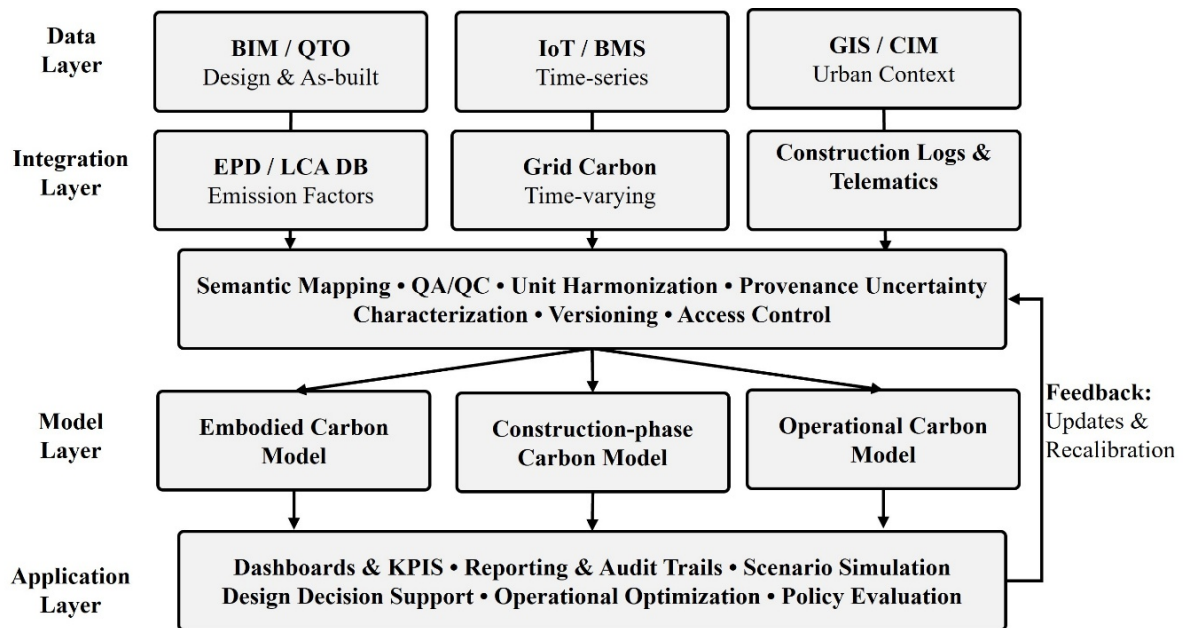 Data
Layer
BIM / QTO
Design & As-built
IoT / BMS
Time-series
GIS / CIM
Urban Context
Integration
Layer
EPD / LCA DB
Emission Factors
Grid Carbon
Time-varying
Construction Logs &
Telematics
Semantic Mapping • QA/QC • Unit Harmonization • Provenance Uncertainty
Characterization • Versioning • Access Control
Model
Layer
Embodied Carbon
Model
Construction-phase
Carbon Model
Operational Carbon
Model
Feedback:
Updates &
Recalibration
Application
Layer
Dashboards & KPIS • Reporting & Audit Trails • Scenario Simulation
Design Decision Support • Operational Optimization • Policy Evaluation